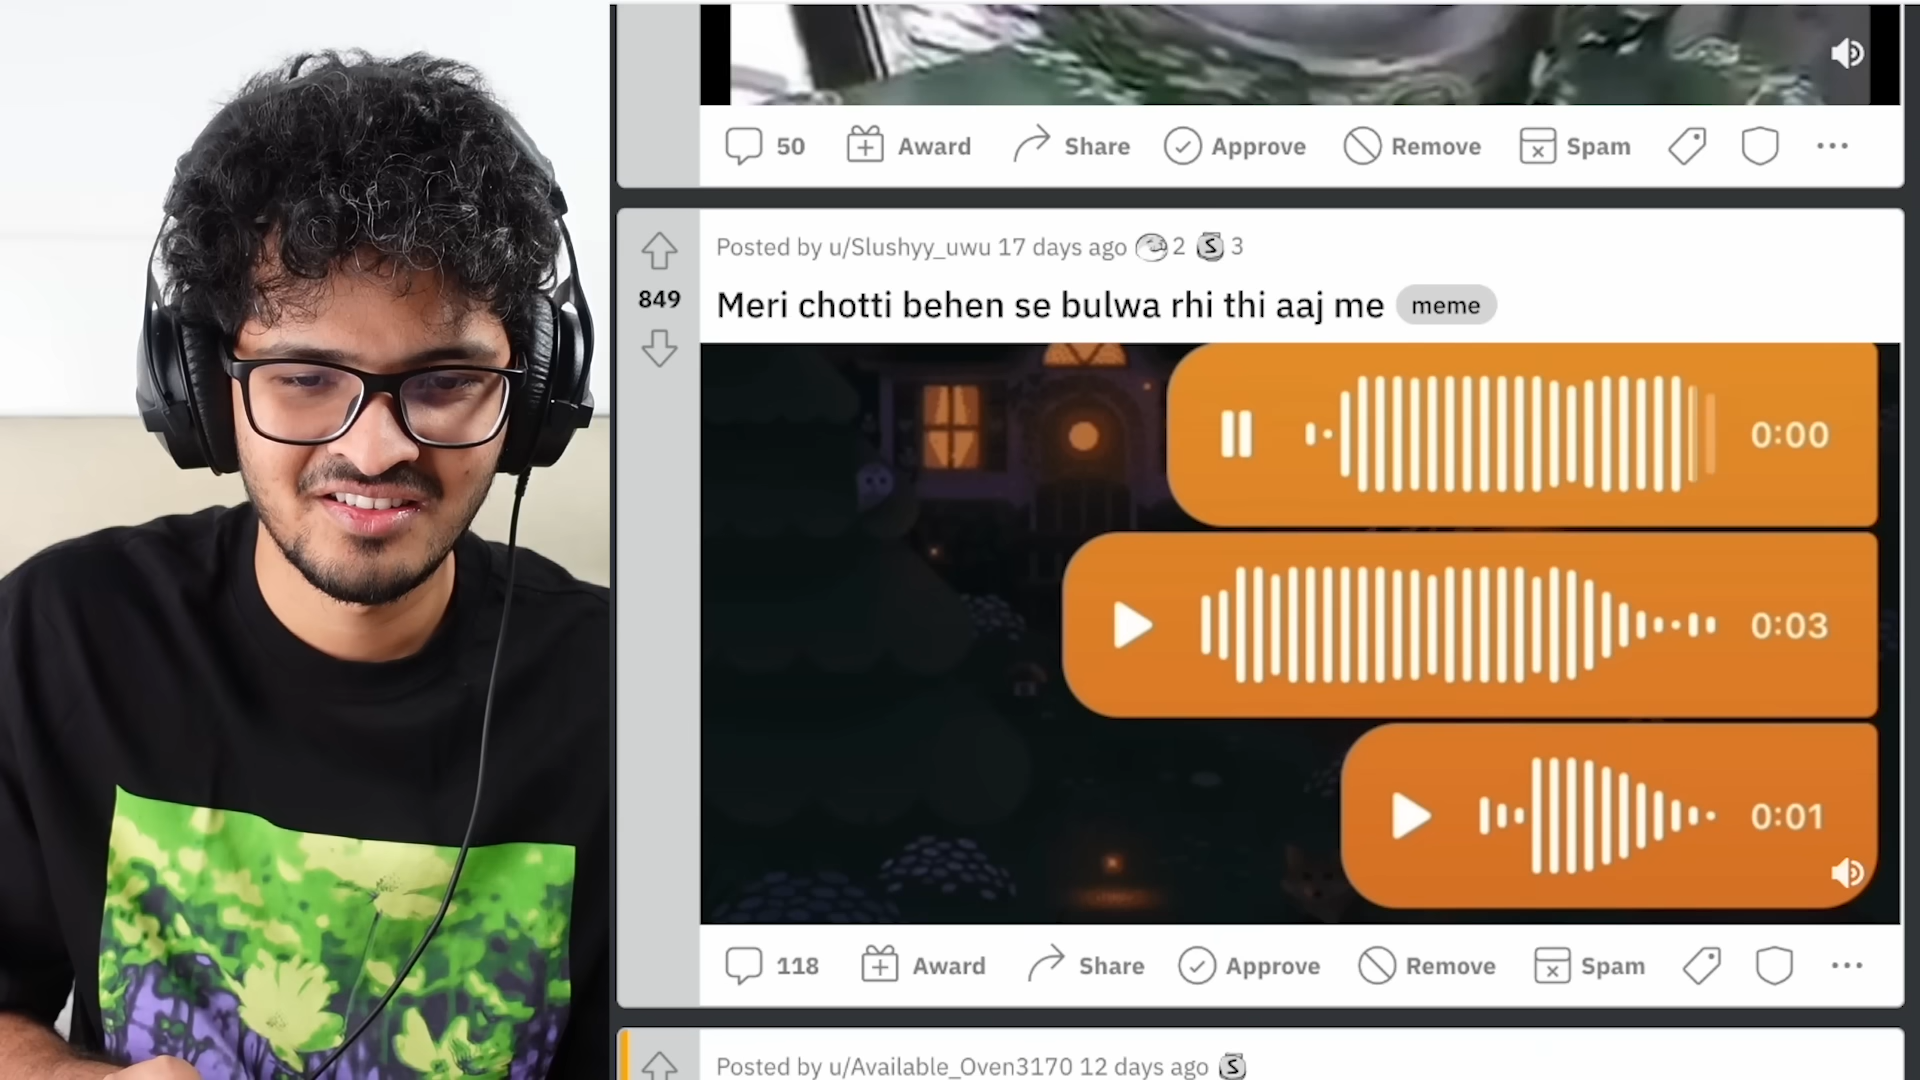 50 Award Share Approve Remove Spam
Posted by u/Slushyy_uwu 17 days ago 2 S 3
849
Meri chotti behen se bulwa rhi thi aaj me meme
0:00
0:03
0:01
118 Award Share Approve Remove Spam
Posted by u/Available_Oven3170 12 days ago S